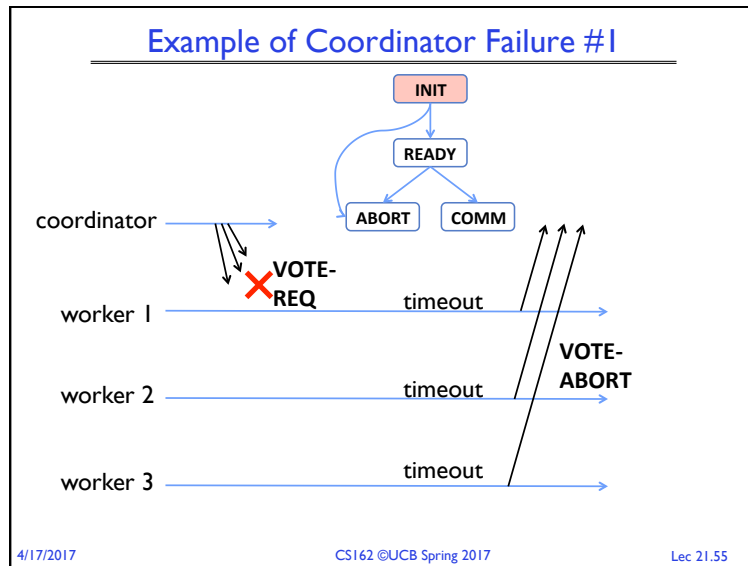 Example of Coordinator Failure #1
INIT
READY
ABORT
COMM
coordinator
VOTE-
REQ
timeout
worker 1
VOTE-
ABORT
timeout
worker 2
timeout
worker 3
4/17/2017
CS162 ©UCB Spring 2017
Lec 21.55